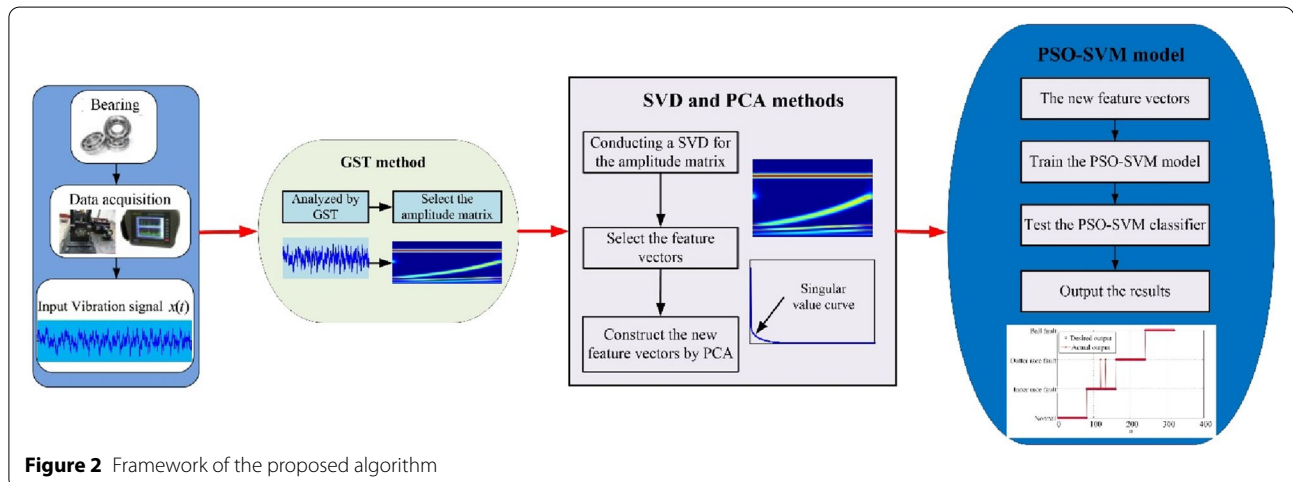 Bearing
Data acquisition
Input Vibration signal x(t)
GST method
Analyzed by
GST
Select the
amplitude matrix
SVD and PCA methods
Conducting a SVD for
the amplitude matrix
Select the feature
vectors
Construct the new
feature vectors by PCA
Singular
value curve
PSO-SVM model
The new feature vectors
Train the PSO-SVM model
Test the PSO-SVM classifier
Output the results
Ball fault
Outer race fault
Inner race fault
Normal
Desired output
Actual output
0
100
200
300
400
Figure 2 Framework of the proposed algorithm